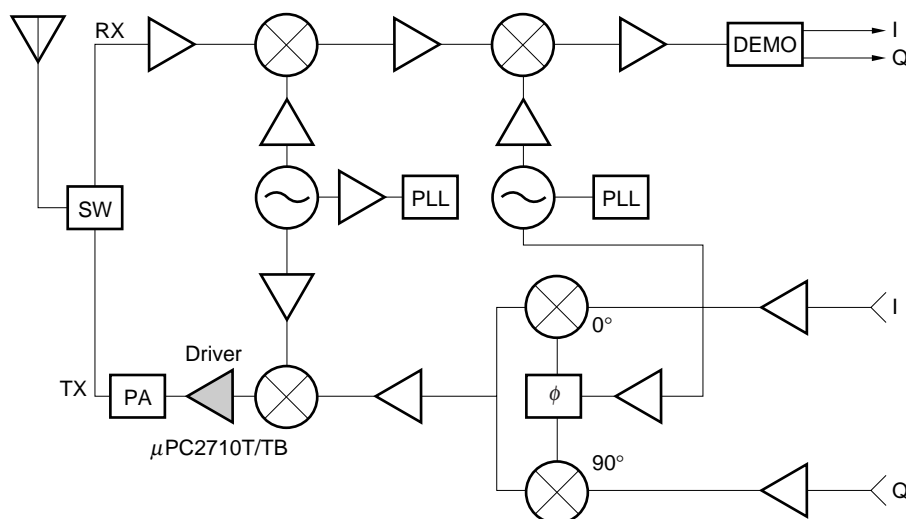 RX
I
DEMO
Q
SW
PLL
PLL
I
0°
Driver
TX
PA
ϕ
μPC2710T/TB
90°
Q